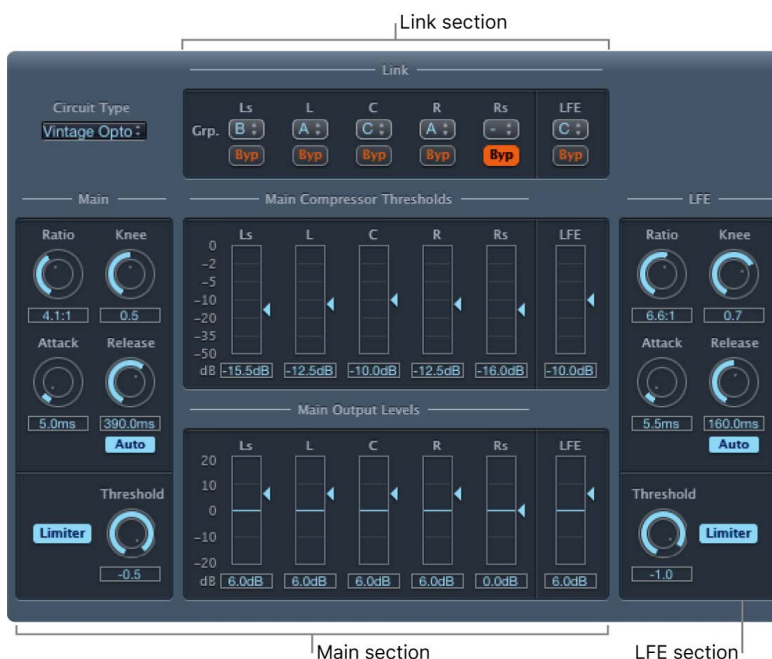 Link section
Link
Circuit Type
Vintage Opto
Ls L C R Rs LFE
Grp. B A C A - C
Byp Byp Byp Byp Byp Byp
Main
Ratio Knee
4.1:1 0.5
Attack Release
5.0ms 390.0ms
Auto
Threshold
Limiter
-0.5
Main Compressor Thresholds
Ls L C R Rs LFE
0
-2
-5
-10
-20
-35
-50
dB -15.5dB -12.5dB -10.0dB -12.5dB -16.0dB -10.0dB
Main Output Levels
Ls L C R Rs LFE
20
10
0
-10
-20
dB 6.0dB 6.0dB 6.0dB 6.0dB 0.0dB 6.0dB
LFE
Ratio Knee
6.6:1 0.7
Attack Release
5.5ms 160.0ms
Auto
Threshold
Limiter
-1.0
Main section
LFE section